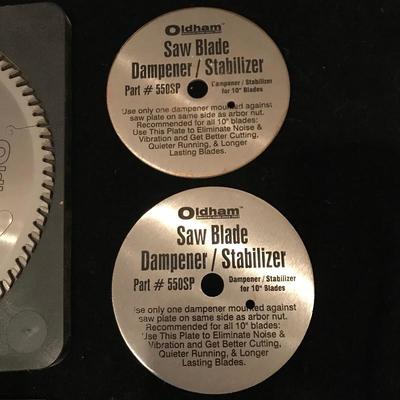 Oldham
Saw Blade
Dampener / Stabilizer
Part # 550SP
Dampener / Stabilizer
for 10" Blades
Use only one dampener mounted against
saw plate on same side as arbor nut.
Recommended for all 10" blades:
Use This Plate to Eliminate Noise &
Vibration and Get Better Cutting,
Quieter Running, & Longer
Lasting Blades.
Oldham
Saw Blade
Dampener / Stabilizer
Part # 550SP
Dampener / Stabilizer
for 10" Blades
Use only one dampener mounted against
saw plate on same side as arbor nut.
Recommended for all 10" blades:
Use This Plate to Eliminate Noise &
Vibration and Get Better Cutting,
Quieter Running, & Longer
Lasting Blades.